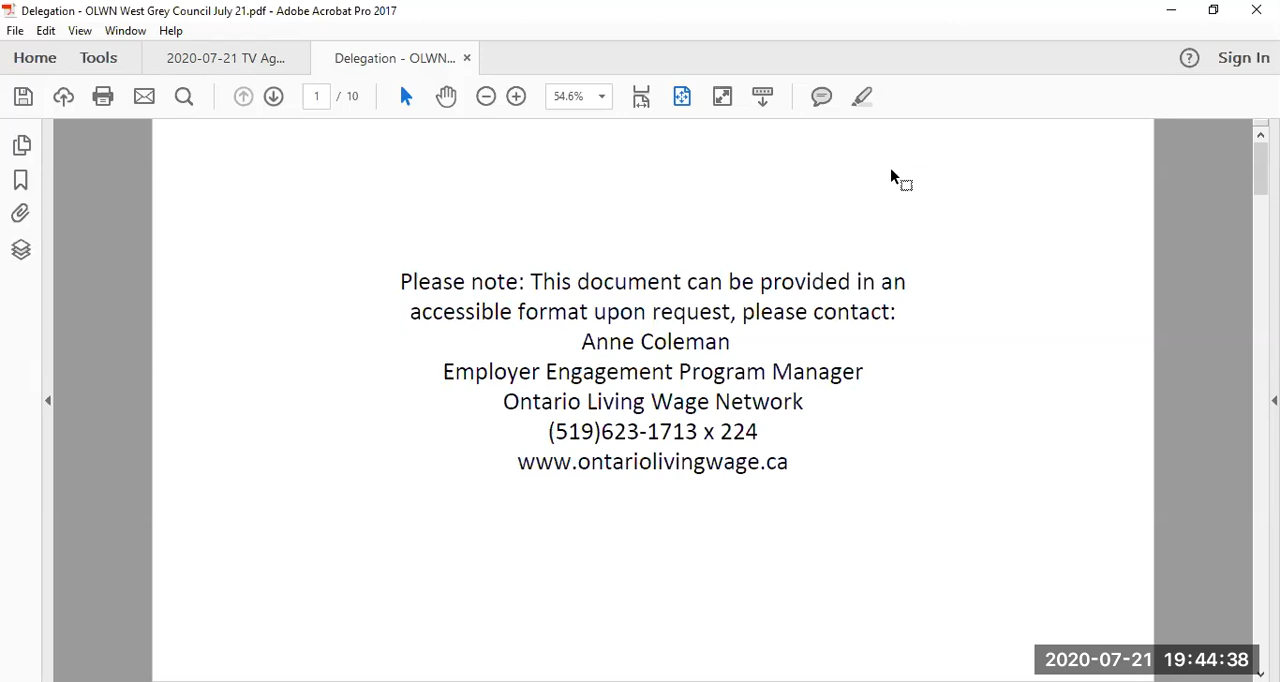 Delegation - OLWN West Grey Council July 21.pdf - Adobe Acrobat Pro 2017
File Edit View Window Help
Home Tools 2020-07-21 TV Ag... Delegation - OLWN... × ? Sign In
1 / 10 54.6%
Please note: This document can be provided in an
accessible format upon request, please contact:
Anne Coleman
Employer Engagement Program Manager
Ontario Living Wage Network
(519)623-1713 x 224
www.ontariolivingwage.ca
2020-07-21 19:44:38